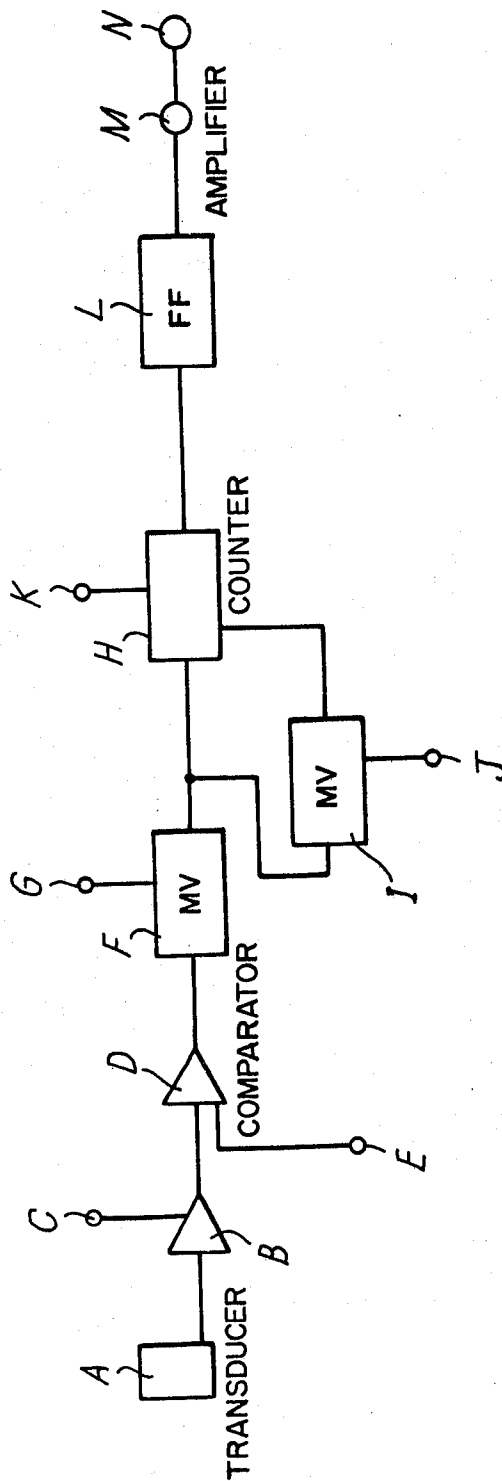 A
TRANSDUCER
B
C
D
COMPARATOR
E
F
G
MV
H
COUNTER
I
MV
J
K
L
FF
M
AMPLIFIER
N